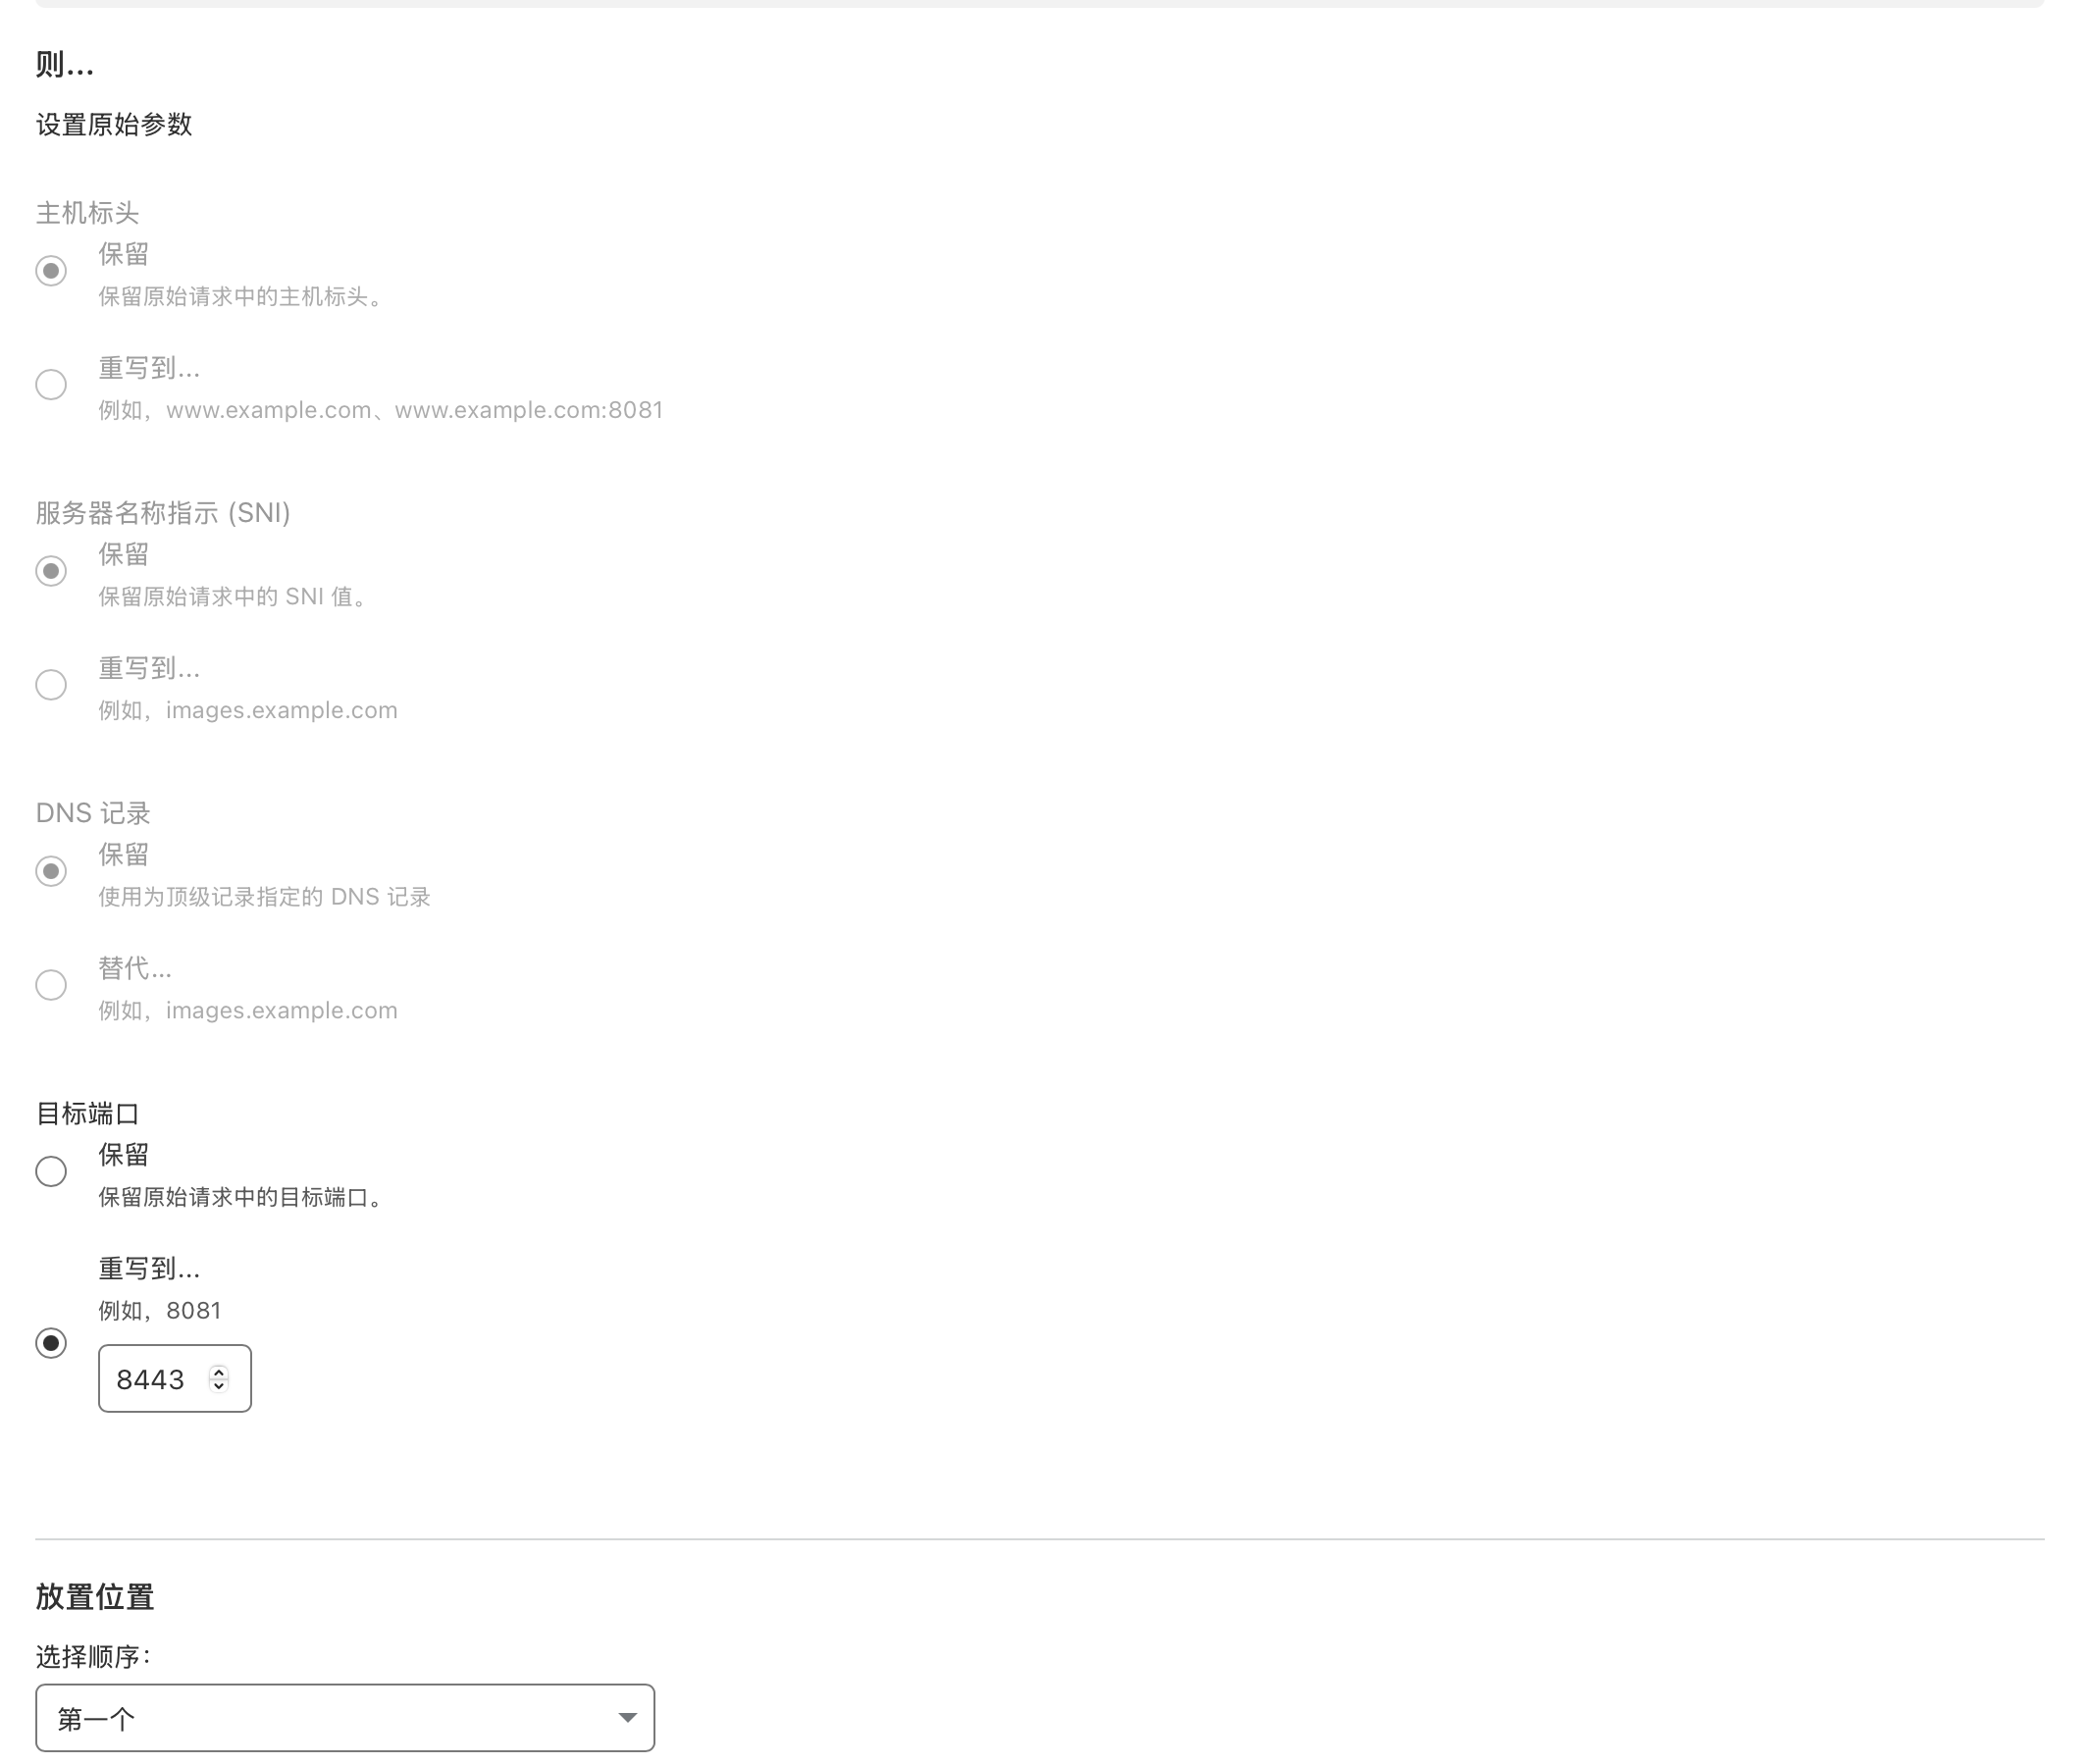 则...
设置原始参数
主机标头
保留
保留原始请求中的主机标头。
重写到...
例如，www.example.com、www.example.com:8081
服务器名称指示 (SNI)
保留
保留原始请求中的 SNI 值。
重写到...
例如，images.example.com
DNS 记录
保留
使用为顶级记录指定的 DNS 记录
替代...
例如，images.example.com
目标端口
保留
保留原始请求中的目标端口。
重写到...
例如，8081
8443
放置位置
选择顺序：
第一个